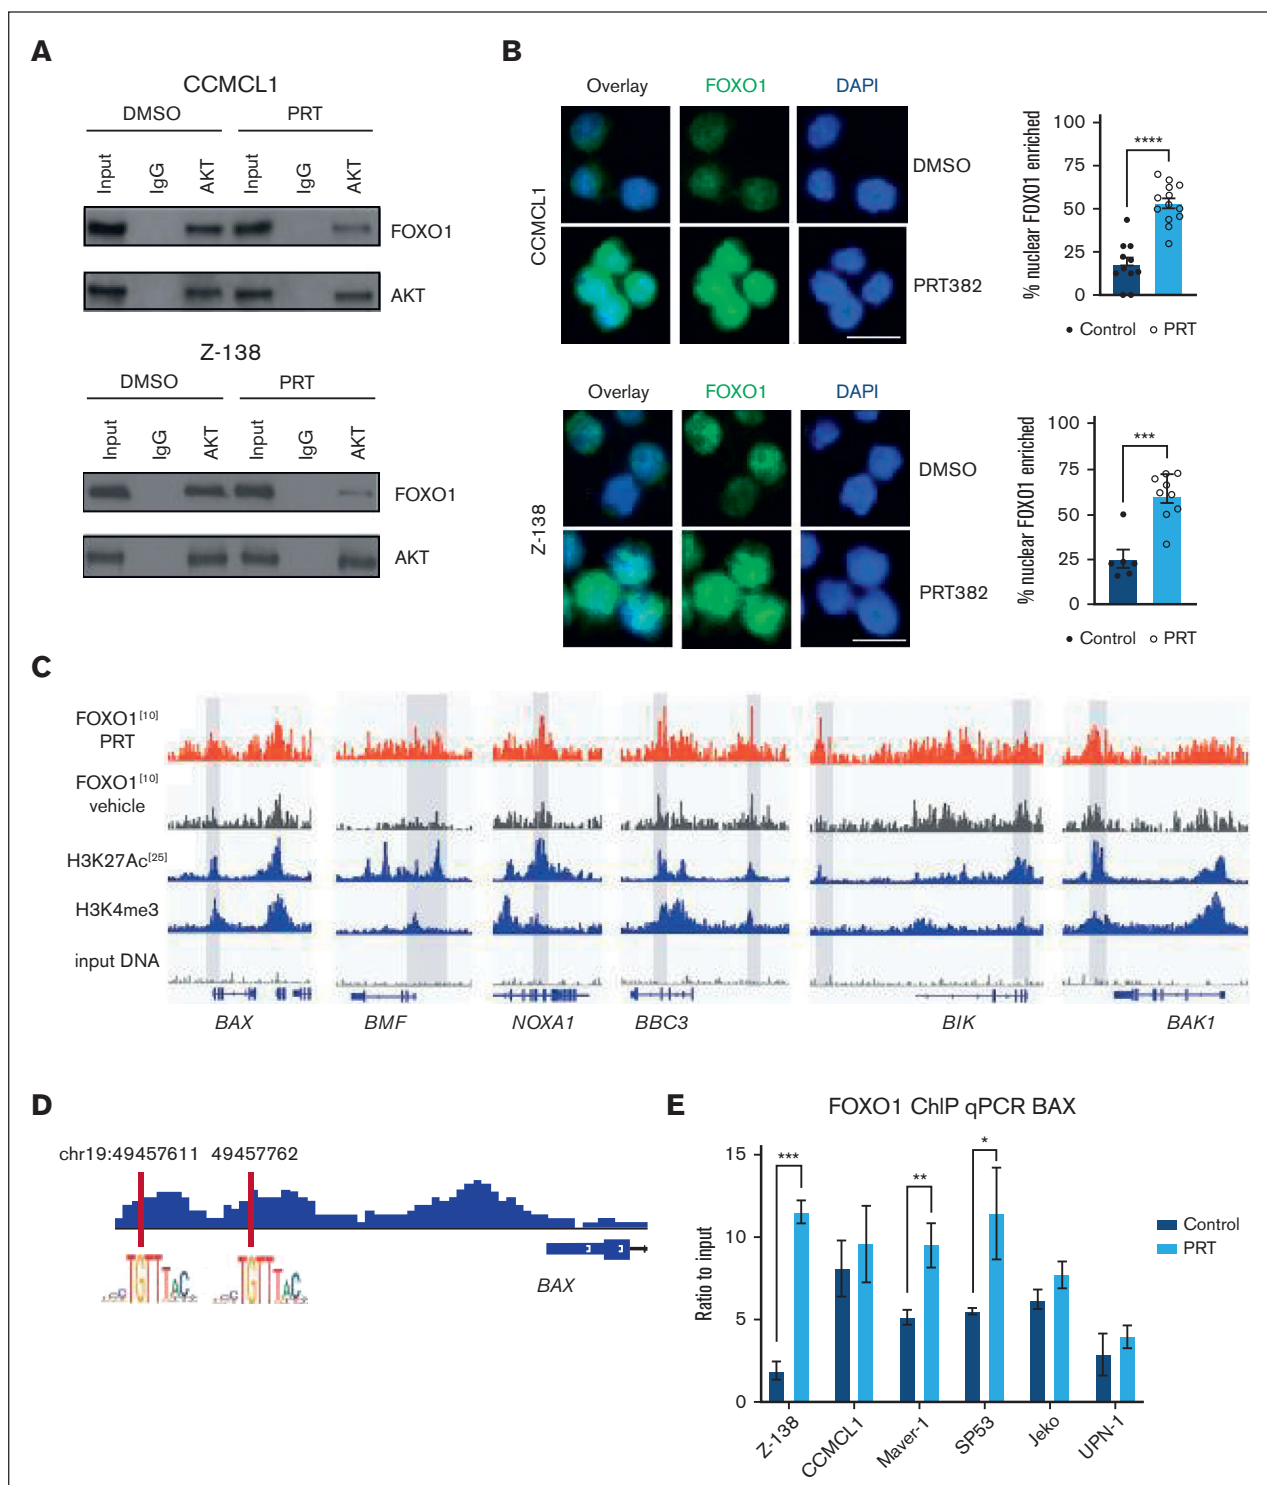 A
CCMCL1
DMSO PRT
Input IgG AKT Input IgG AKT
FOXO1
AKT
Z-138
DMSO PRT
Input IgG AKT Input IgG AKT
FOXO1
AKT
B
Overlay FOXO1 DAPI
CCMCL1
DMSO
PRT382
% nuclear FOXO1 enriched
100
75
50
25
0
****
• Control ○ PRT
Overlay FOXO1 DAPI
Z-138
DMSO
PRT382
% nuclear FOXO1 enriched
100
75
50
25
0
***
• Control ○ PRT
C
FOXO1[10]
PRT
FOXO1[10]
vehicle
H3K27Ac[25]
H3K4me3
input DNA
BAX BMF NOXA1 BBC3 BIK BAK1
D
chr19:49457611 49457762
TGTTTAC TGTTTAC
BAX
E
FOXO1 ChIP qPCR BAX
Ratio to input
15
10
5
0
*** ** *
Control
PRT
Z-138 CCMCL1 Maver-1 SP53 Jeko UPN-1